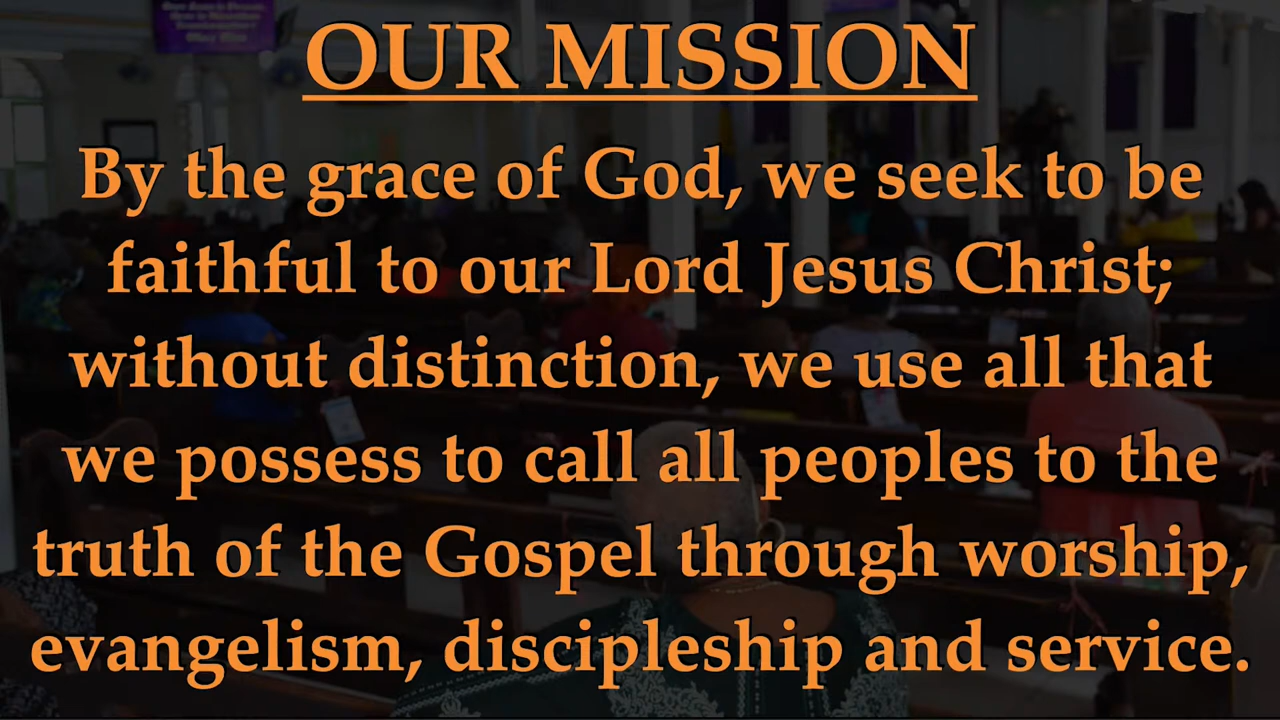 OUR MISSION
By the grace of God, we seek to be
faithful to our Lord Jesus Christ;
without distinction, we use all that
we possess to call all peoples to the
truth of the Gospel through worship,
evangelism, discipleship and service.